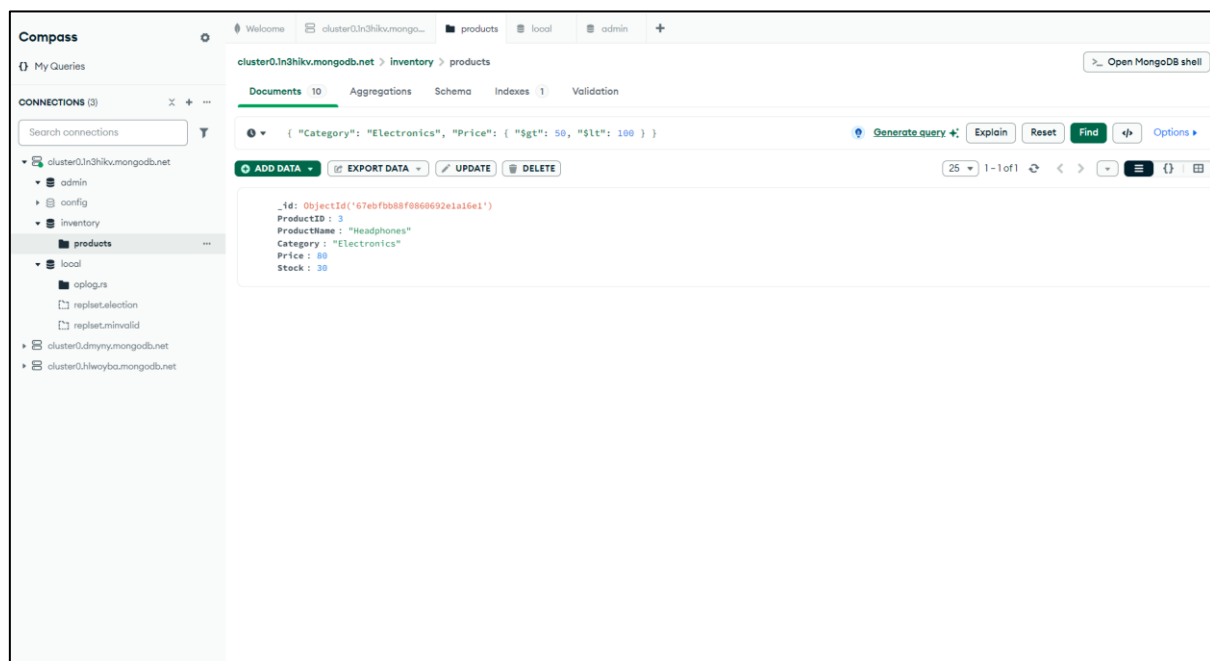 Compass
{} My Queries
CONNECTIONS (3)
Search connections
cluster0.1n3hikv.mongodb.net
admin
config
inventory
products
local
oplog.rs
replset.election
replset.minvalid
cluster0.dmyny.mongodb.net
cluster0.hlwoyba.mongodb.net
Welcome cluster0.1n3hikv.mongo... products local admin
cluster0.1n3hikv.mongodb.net > inventory > products
>_ Open MongoDB shell
Documents 10 Aggregations Schema Indexes 1 Validation
{ "Category": "Electronics", "Price": { "$gt": 50, "$lt": 100 } }
Generate query Explain Reset Find </> Options
ADD DATA EXPORT DATA UPDATE DELETE
25 1-1 of 1 {}
_id: ObjectId('67ebfbb88f0860692e1a16e1')
ProductID : 3
ProductName : "Headphones"
Category : "Electronics"
Price : 80
Stock : 30